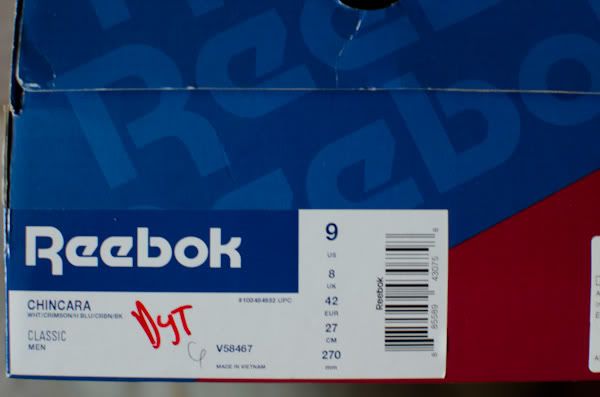 Reebok
Reebok
Reebok
CHINCARA
WHT/CRIMSON/H.BLU/CRBN/BK
CLASSIC
MEN
DYT
V58467
MADE IN VIETNAM
9
US
8
UK
42
EUR
27
CM
270
mm
Reebok